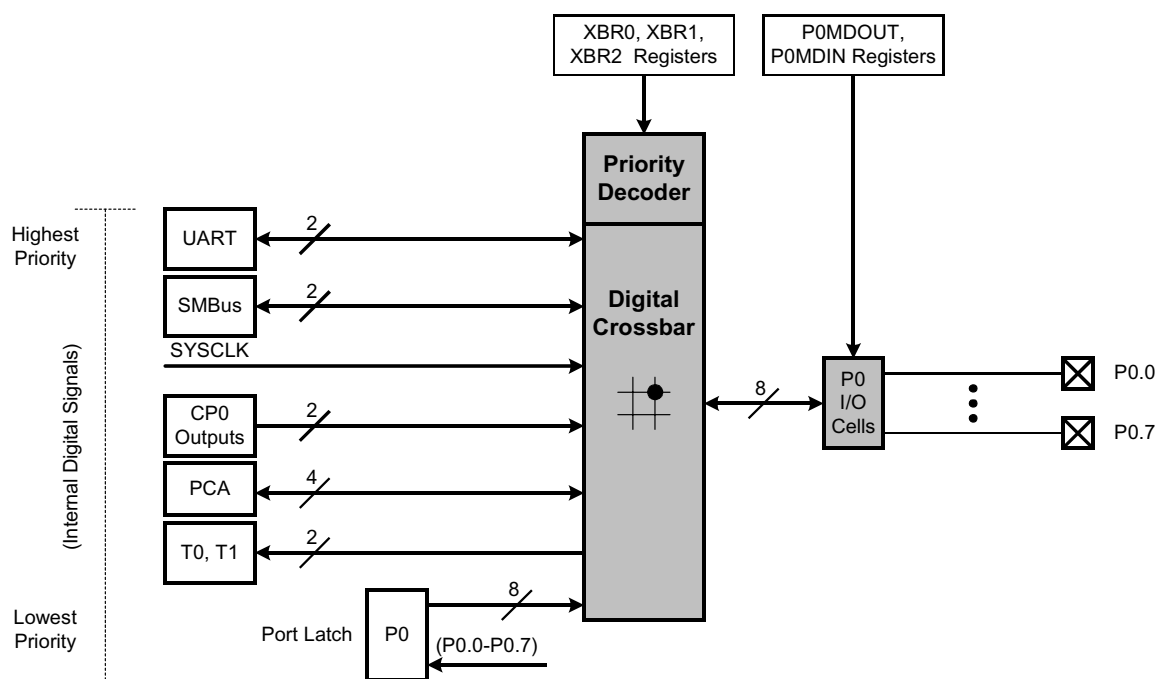 XBR0, XBR1,
XBR2 Registers
P0MDOUT,
P0MDIN Registers
Priority
Decoder
Highest
Priority
UART
2
SMBus
2
Digital
Crossbar
SYSCLK
CP0
Outputs
2
8
P0
I/O
Cells
P0.0
P0.7
(Internal Digital Signals)
PCA
4
T0, T1
2
Lowest
Priority
Port Latch
P0
8
(P0.0-P0.7)